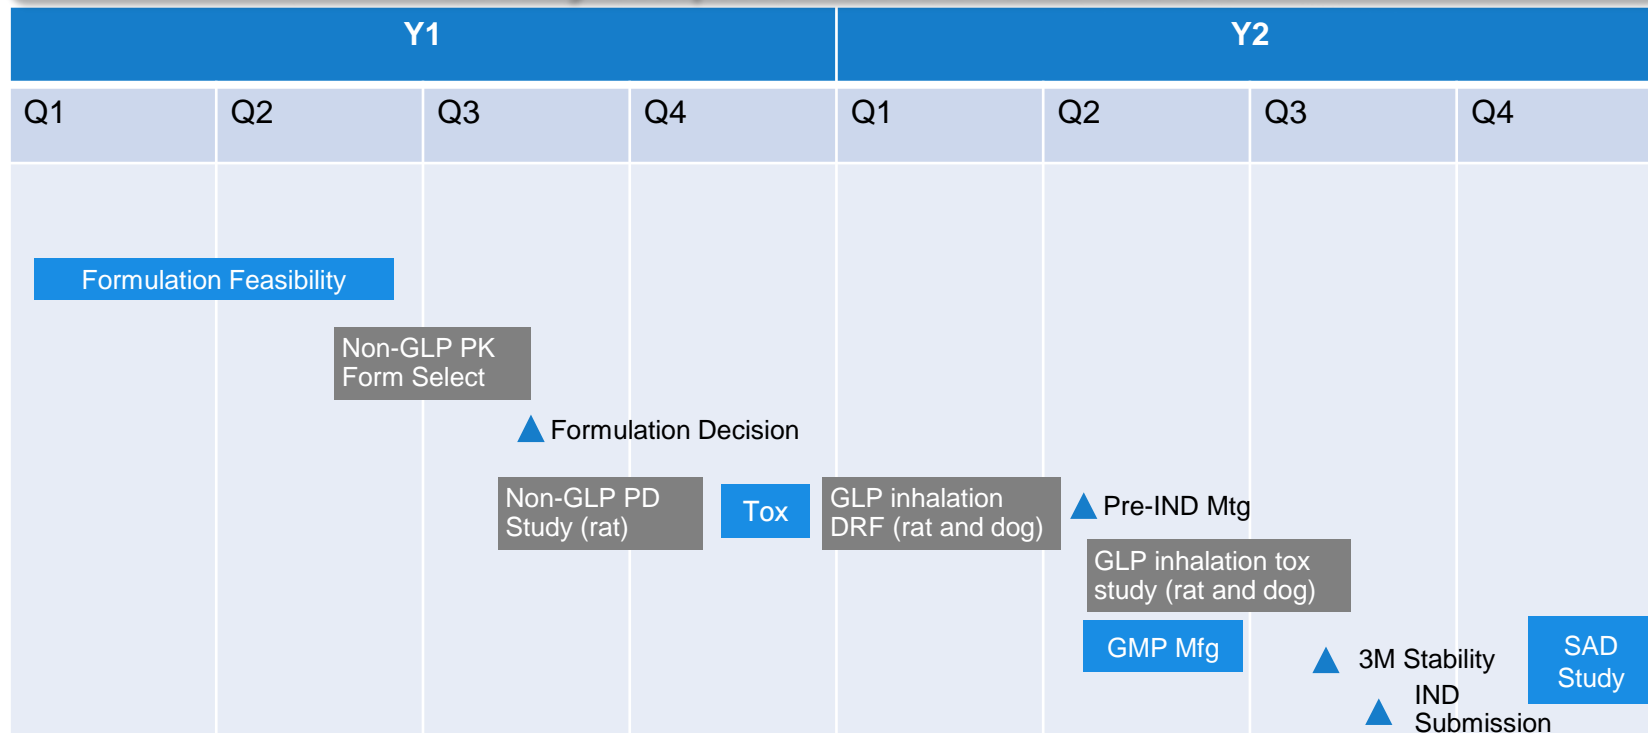 Y1
Y2
Q1
Q2
Q3
Q4
Q1
Q2
Q3
Q4
Formulation Feasibility
Non-GLP PK
Form Select
Formulation Decision
Non-GLP PD
Study (rat)
Tox
GLP inhalation
DRF (rat and dog)
Pre-IND Mtg
GLP inhalation tox
study (rat and dog)
GMP Mfg
3M Stability
SAD
Study
IND
Submission